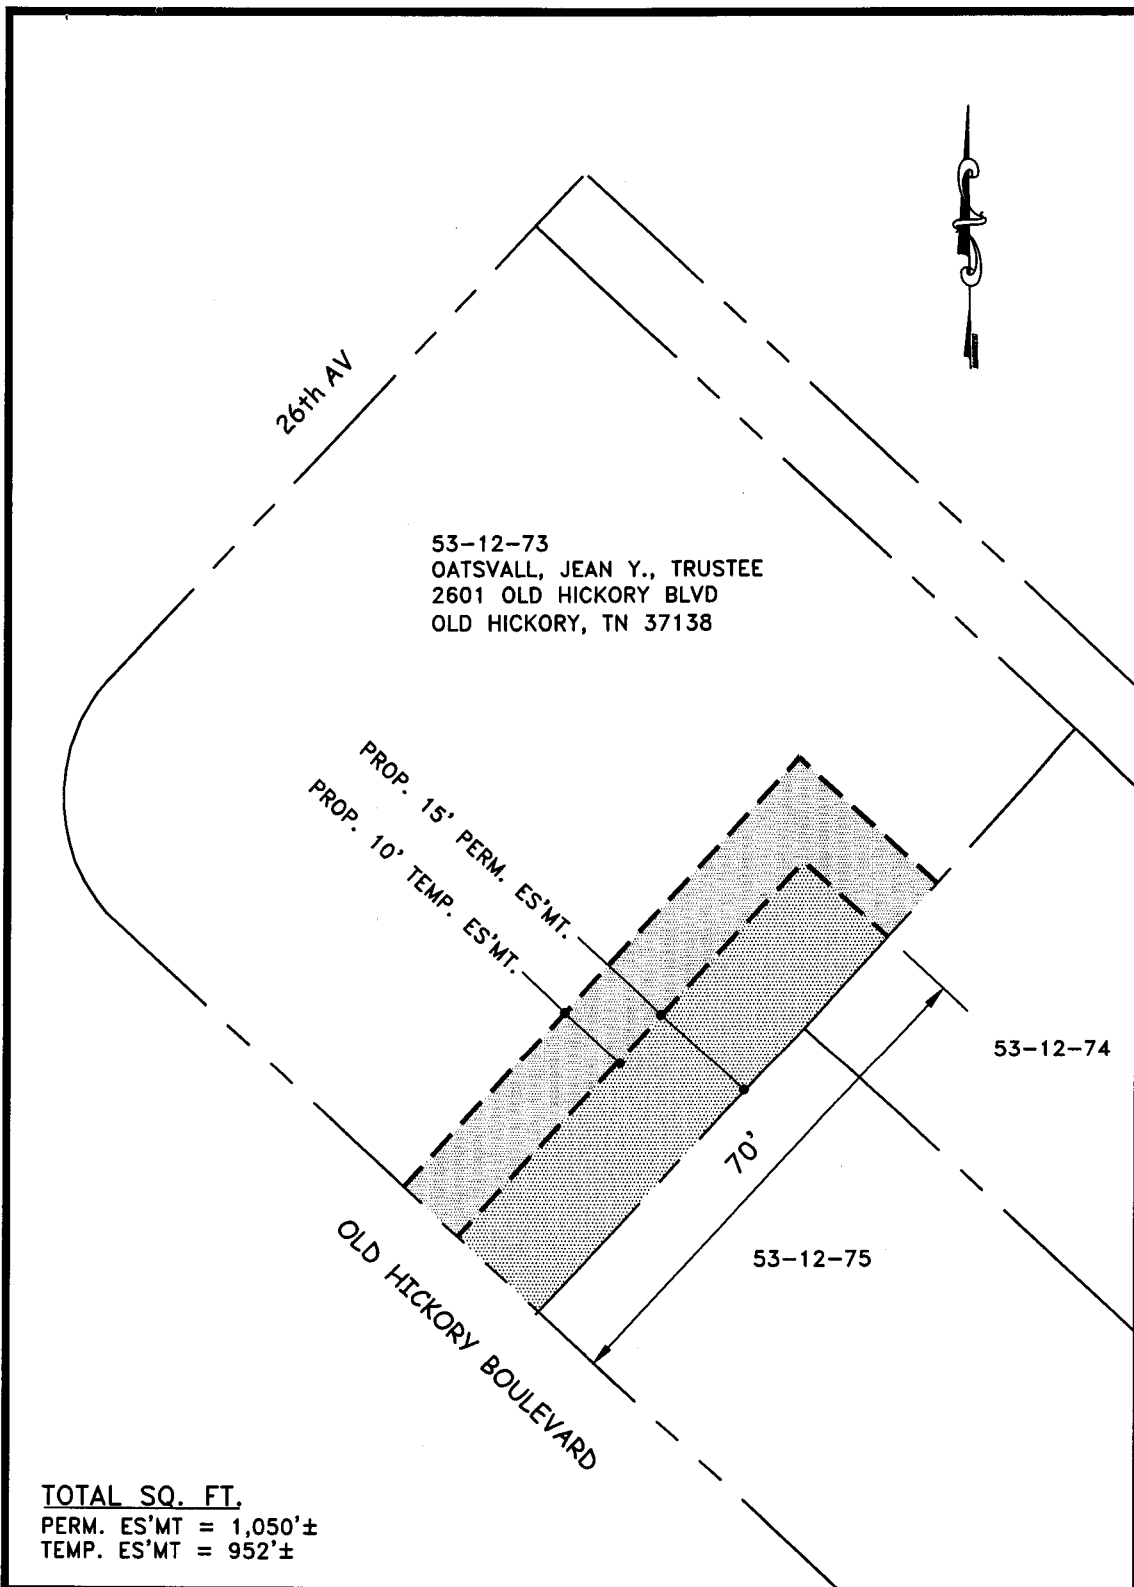 26th AV
53-12-73
OATSVALL, JEAN Y., TRUSTEE
2601 OLD HICKORY BLVD
OLD HICKORY, TN 37138
PROP. 15' PERM. ES'MT.
PROP. 10' TEMP. ES'MT.
53-12-74
70'
53-12-75
OLD HICKORY BOULEVARD
TOTAL SQ. FT.
PERM. ES'MT = 1,050'±
TEMP. ES'MT = 952'±